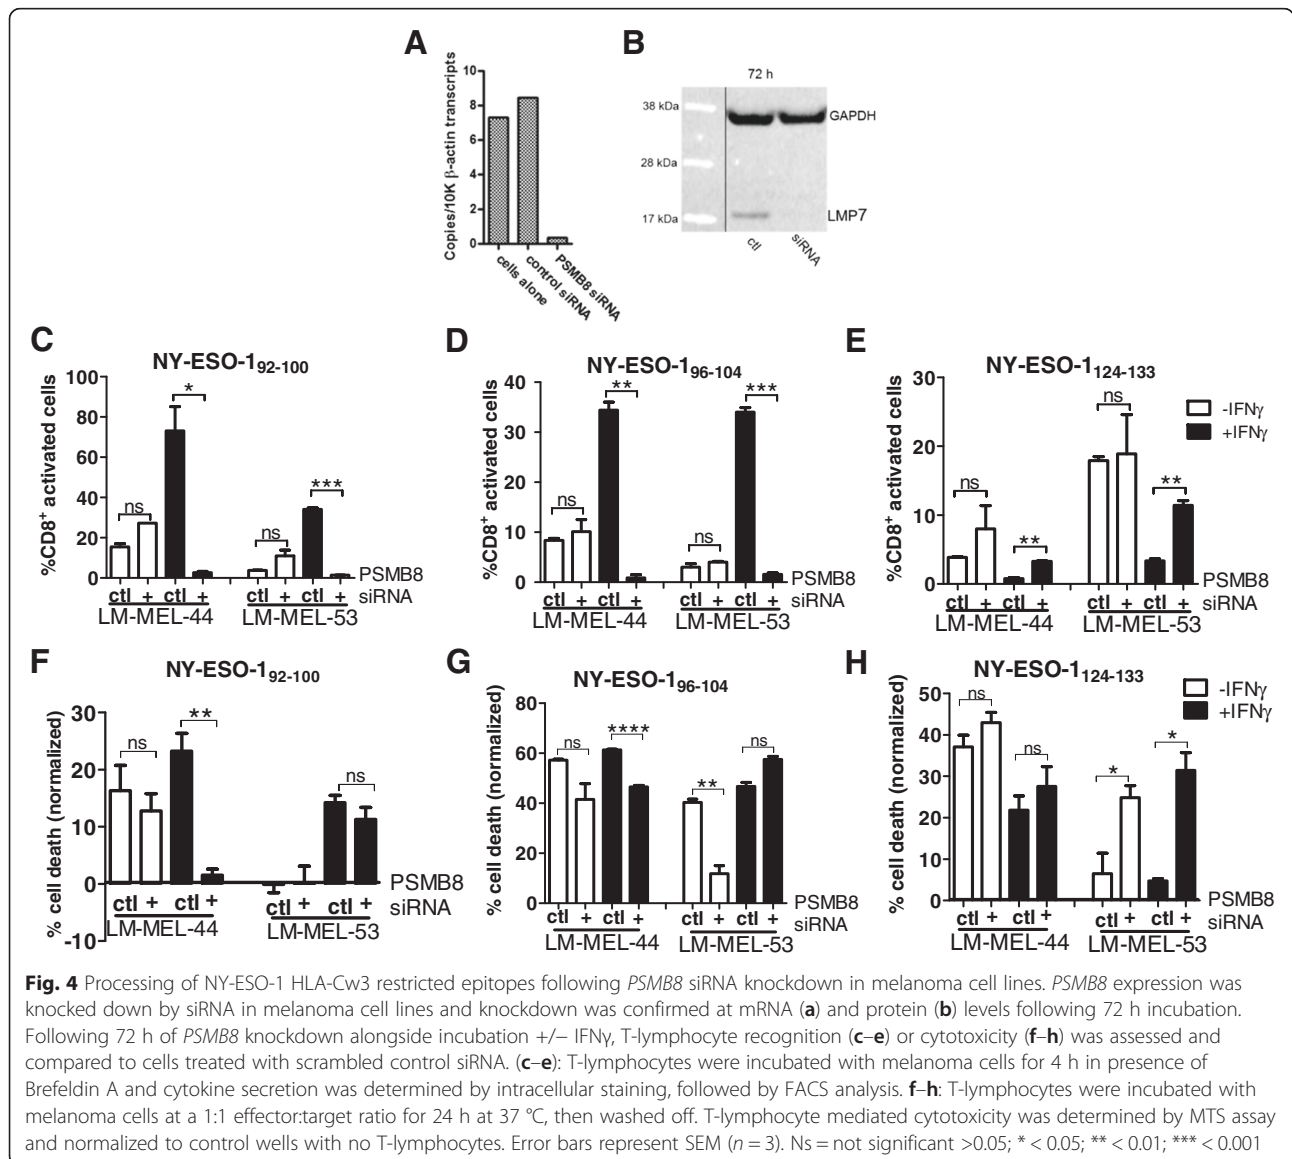 A
Copies/10K β-actin transcripts
10
8
6
4
2
0
cells alone
control siRNA
PSMB8 siRNA
B
72 h
38 kDa
28 kDa
17 kDa
GAPDH
LMP7
ctl
siRNA
C
NY-ESO-1₉₂₋₁₀₀
%CD8⁺ activated cells
100
80
60
40
20
0
ns
*
ns
***
ctl + ctl + ctl + ctl +
PSMB8
siRNA
LM-MEL-44
LM-MEL-53
D
NY-ESO-1₉₆₋₁₀₄
%CD8⁺ activated cells
40
30
20
10
0
ns
**
ns
***
ctl + ctl + ctl + ctl +
PSMB8
siRNA
LM-MEL-44
LM-MEL-53
E
NY-ESO-1₁₂₄₋₁₃₃
%CD8⁺ activated cells
30
20
10
0
ns
**
ns
**
-IFNγ
+IFNγ
ctl + ctl + ctl + ctl +
PSMB8
siRNA
LM-MEL-44
LM-MEL-53
F
NY-ESO-1₉₂₋₁₀₀
% cell death (normalized)
30
20
10
0
-10
ns
**
ns
ctl + ctl + ctl + ctl +
PSMB8
siRNA
LM-MEL-44
LM-MEL-53
G
NY-ESO-1₉₆₋₁₀₄
% cell death (normalized)
80
60
40
20
0
ns
****
**
ns
ctl + ctl + ctl + ctl +
PSMB8
siRNA
LM-MEL-44
LM-MEL-53
H
NY-ESO-1₁₂₄₋₁₃₃
% cell death (normalized)
50
40
30
20
10
0
ns
ns
*
*
-IFNγ
+IFNγ
ctl + ctl + ctl + ctl +
PSMB8
siRNA
LM-MEL-44
LM-MEL-53
Fig. 4 Processing of NY-ESO-1 HLA-Cw3 restricted epitopes following PSMB8 siRNA knockdown in melanoma cell lines. PSMB8 expression was
knocked down by siRNA in melanoma cell lines and knockdown was confirmed at mRNA (a) and protein (b) levels following 72 h incubation.
Following 72 h of PSMB8 knockdown alongside incubation +/− IFNγ, T-lymphocyte recognition (c–e) or cytotoxicity (f–h) was assessed and
compared to cells treated with scrambled control siRNA. (c–e): T-lymphocytes were incubated with melanoma cells for 4 h in presence of
Brefeldin A and cytokine secretion was determined by intracellular staining, followed by FACS analysis. f–h: T-lymphocytes were incubated with
melanoma cells at a 1:1 effector:target ratio for 24 h at 37 °C, then washed off. T-lymphocyte mediated cytotoxicity was determined by MTS assay
and normalized to control wells with no T-lymphocytes. Error bars represent SEM (n = 3). Ns = not significant >0.05; * < 0.05; ** < 0.01; *** < 0.001